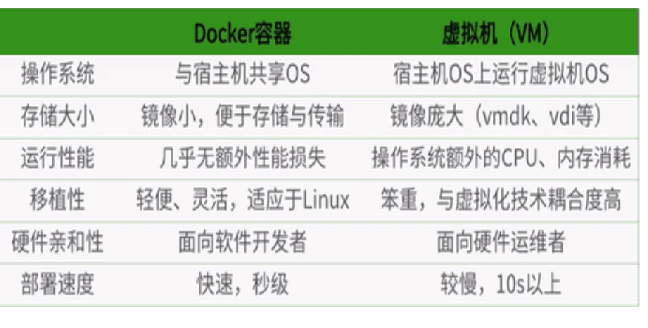 Docker容器 虚拟机（VM）
操作系统 与宿主机共享OS 宿主机OS上运行虚拟机OS
存储大小 镜像小，便于存储与传输 镜像庞大（vmdk、vdi等）
运行性能 几乎无额外性能损失 操作系统额外的CPU、内存消耗
移植性 轻便、灵活，适应于Linux 笨重，与虚拟化技术耦合度高
硬件亲和性 面向软件开发者 面向硬件运维者
部署速度 快速，秒级 较慢，10s以上